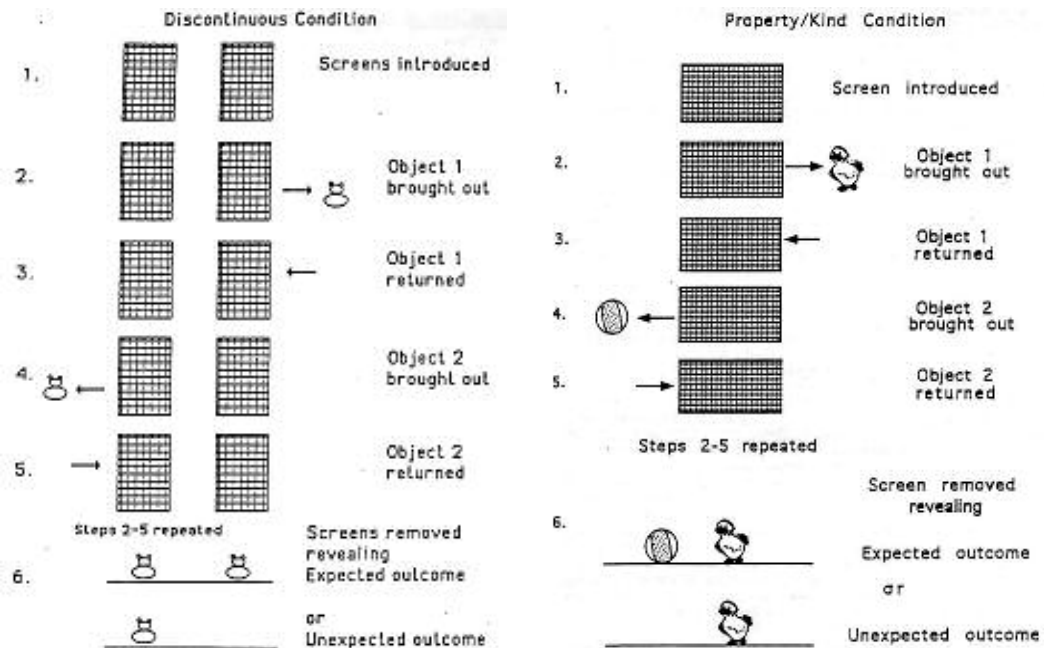 Discontinuous Condition
1.
Screens introduced
2.
Object 1
brought out
3.
Object 1
returned
4.
Object 2
brought out
5.
Object 2
returned
Steps 2-5 repeated
6.
Screens removed
revealing
Expected outcome
or
Unexpected outcome
Property/Kind Condition
1.
Screen introduced
2.
Object 1
brought out
3.
Object 1
returned
4.
Object 2
brought out
5.
Object 2
returned
Steps 2-5 repeated
6.
Screen removed
revealing
Expected outcome
or
Unexpected outcome